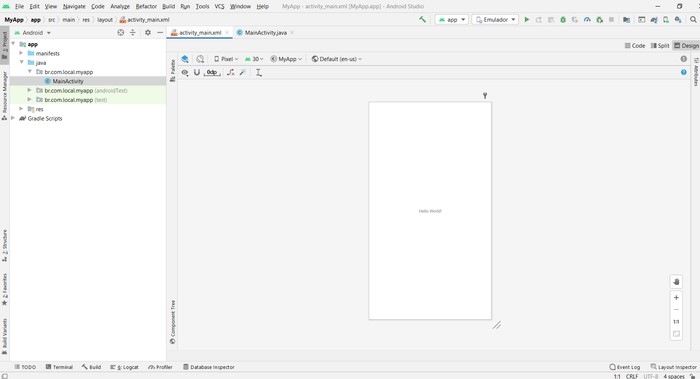 File Edit View Navigate Code Analyze Refactor Build Run Tools VCS Window Help MyApp - activity_main.xml [MyApp.app] - Android Studio
MyApp app src main res layout activity_main.xml app Emulador
1: Project
Android
activity_main.xml
MainActivity.java
app
manifests
java
br.com.local.myapp
MainActivity
br.com.local.myapp (androidTest)
br.com.local.myapp (test)
res
Gradle Scripts
Resource Manager
Z: Structure
2: Favorites
Build Variants
Code Split Design
Palette
Pixel 30 MyApp Default (en-us)
0dp
Attributes
Hello World!
Component Tree
1:1
TODO Terminal Build 6: Logcat Profiler Database Inspector Event Log Layout Inspector
1:1 CRLF UTF-8 4 spaces